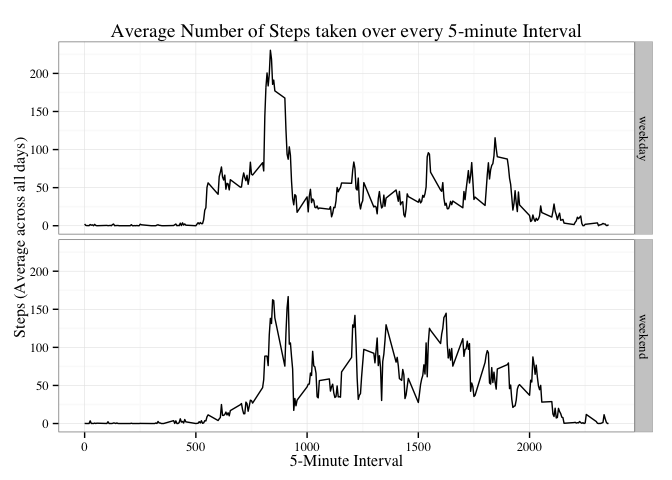 Average Number of Steps taken over every 5-minute Interval
Steps (Average across all days)
200
150
100
50
0
weekday
200
150
100
50
0
weekend
0 500 1000 1500 2000
5-Minute Interval